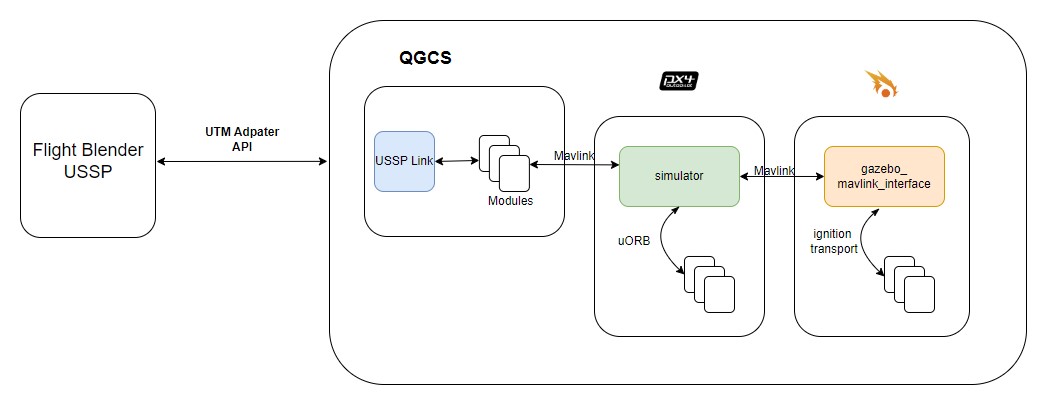 QGCS
px4
autopilot
Flight Blender
USSP
UTM Adpater
API
USSP Link
Modules
Mavlink
simulator
uORB
Mavlink
gazebo_
mavlink_interface
ignition
transport